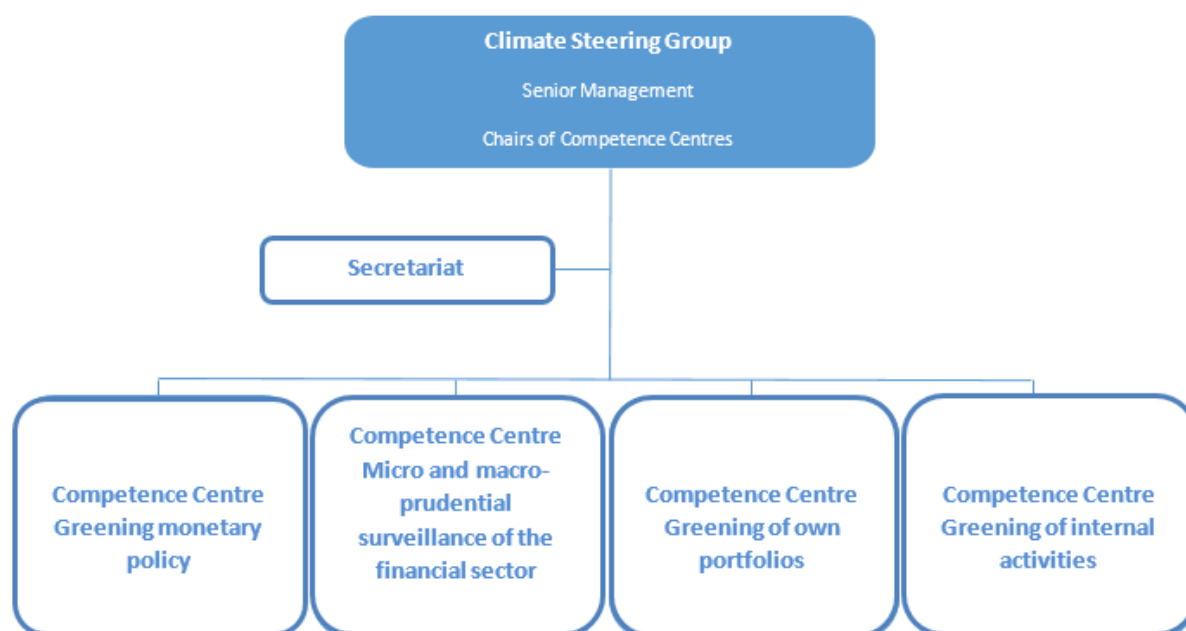 Climate Steering Group
Senior Management
Chairs of Competence Centres
Secretariat
Competence Centre
Greening monetary
policy
Competence Centre
Micro and macro-
prudential
surveillance of the
financial sector
Competence Centre
Greening of own
portfolios
Competence Centre
Greening of internal
activities